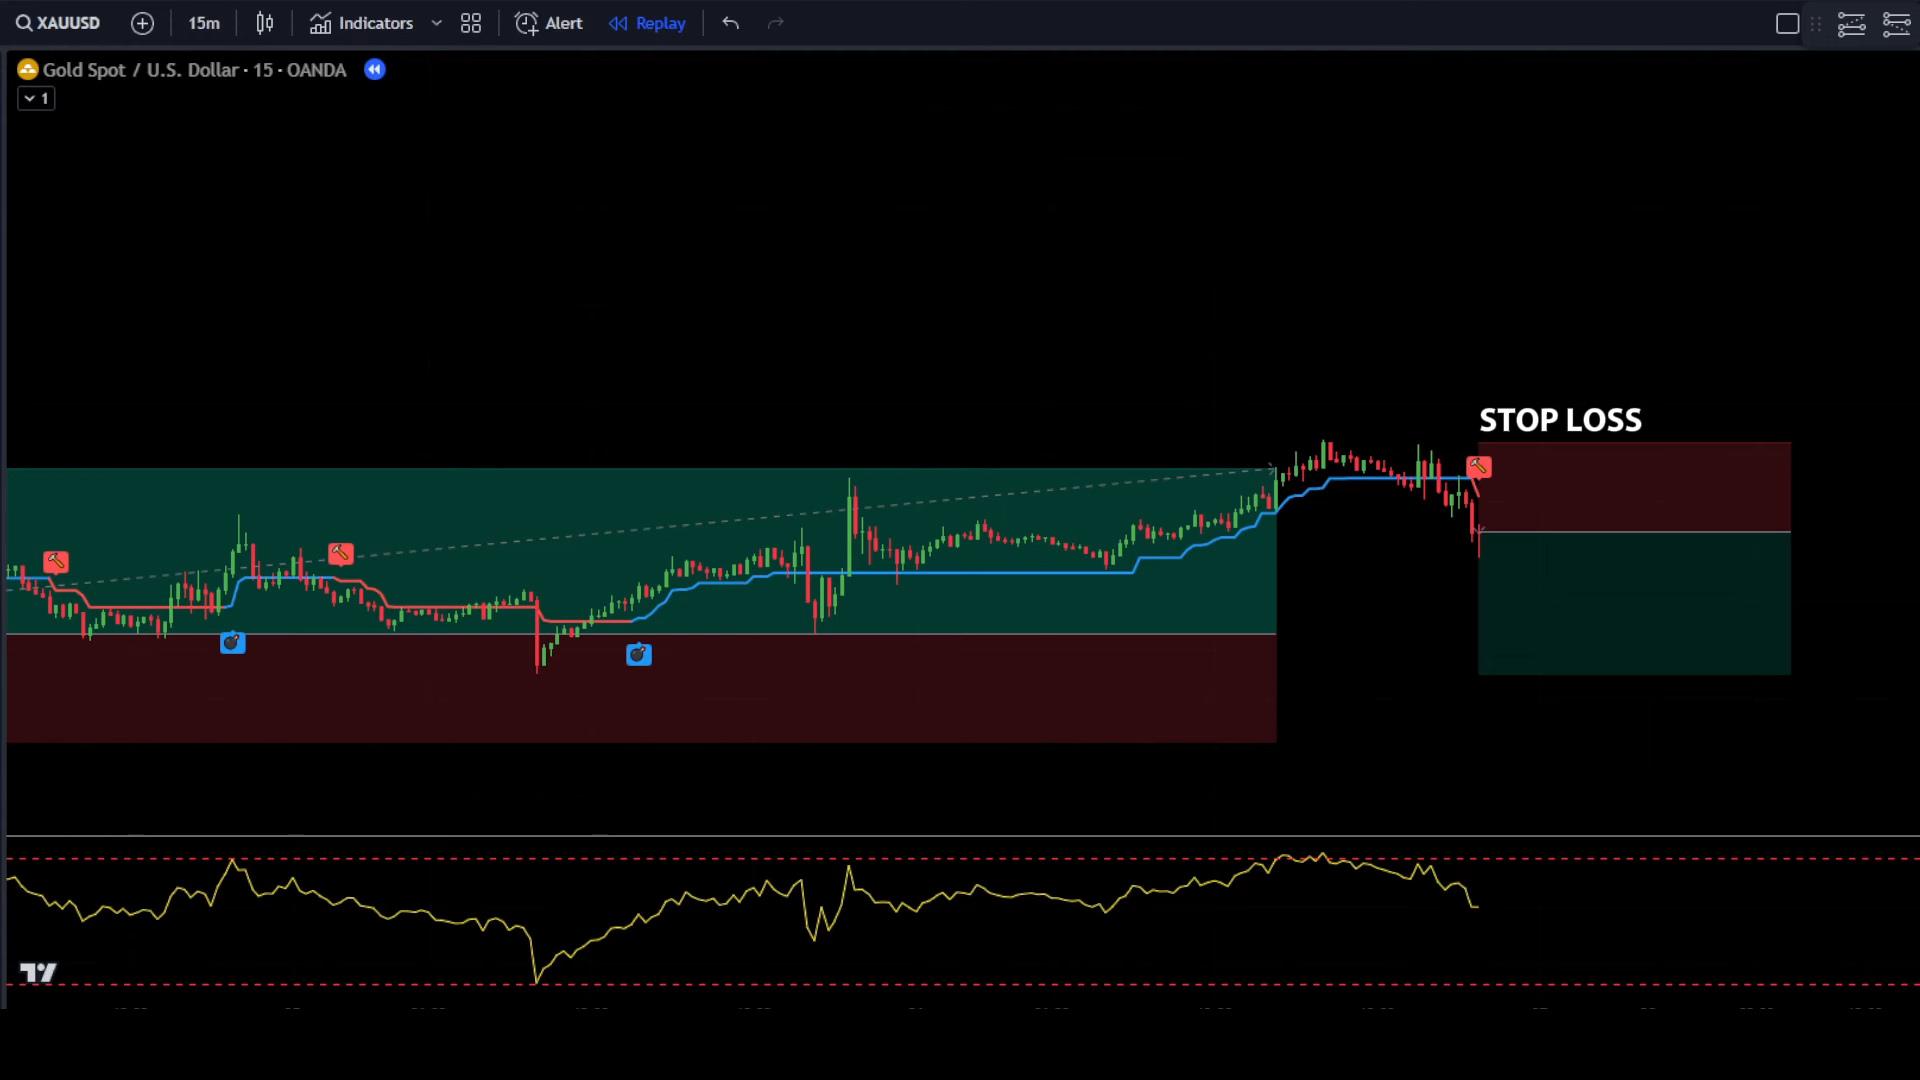 XAUUSD
15m
Indicators
Alert
Replay
Gold Spot / U.S. Dollar · 15 · OANDA
1
STOP LOSS